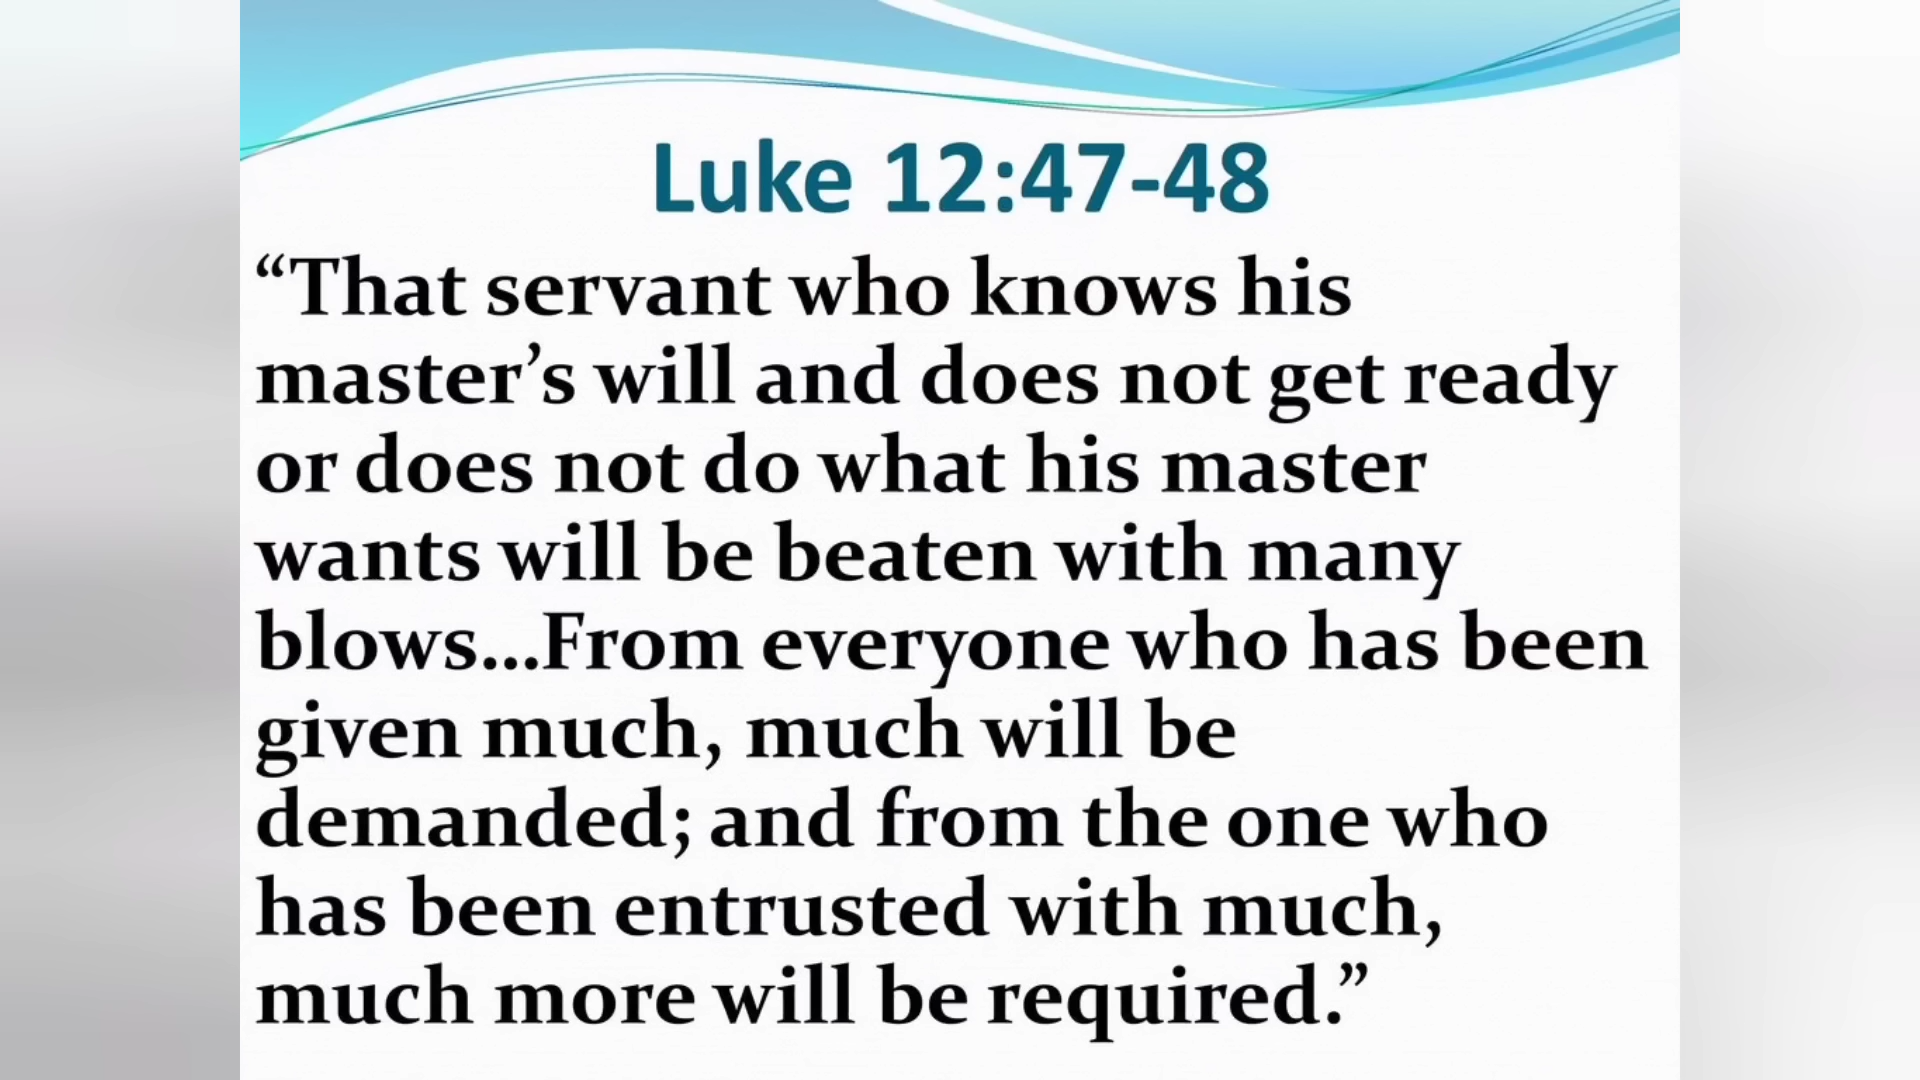 Luke 12:47-48
“That servant who knows his
master’s will and does not get ready
or does not do what his master
wants will be beaten with many
blows...From everyone who has been
given much, much will be
demanded; and from the one who
has been entrusted with much,
much more will be required.”